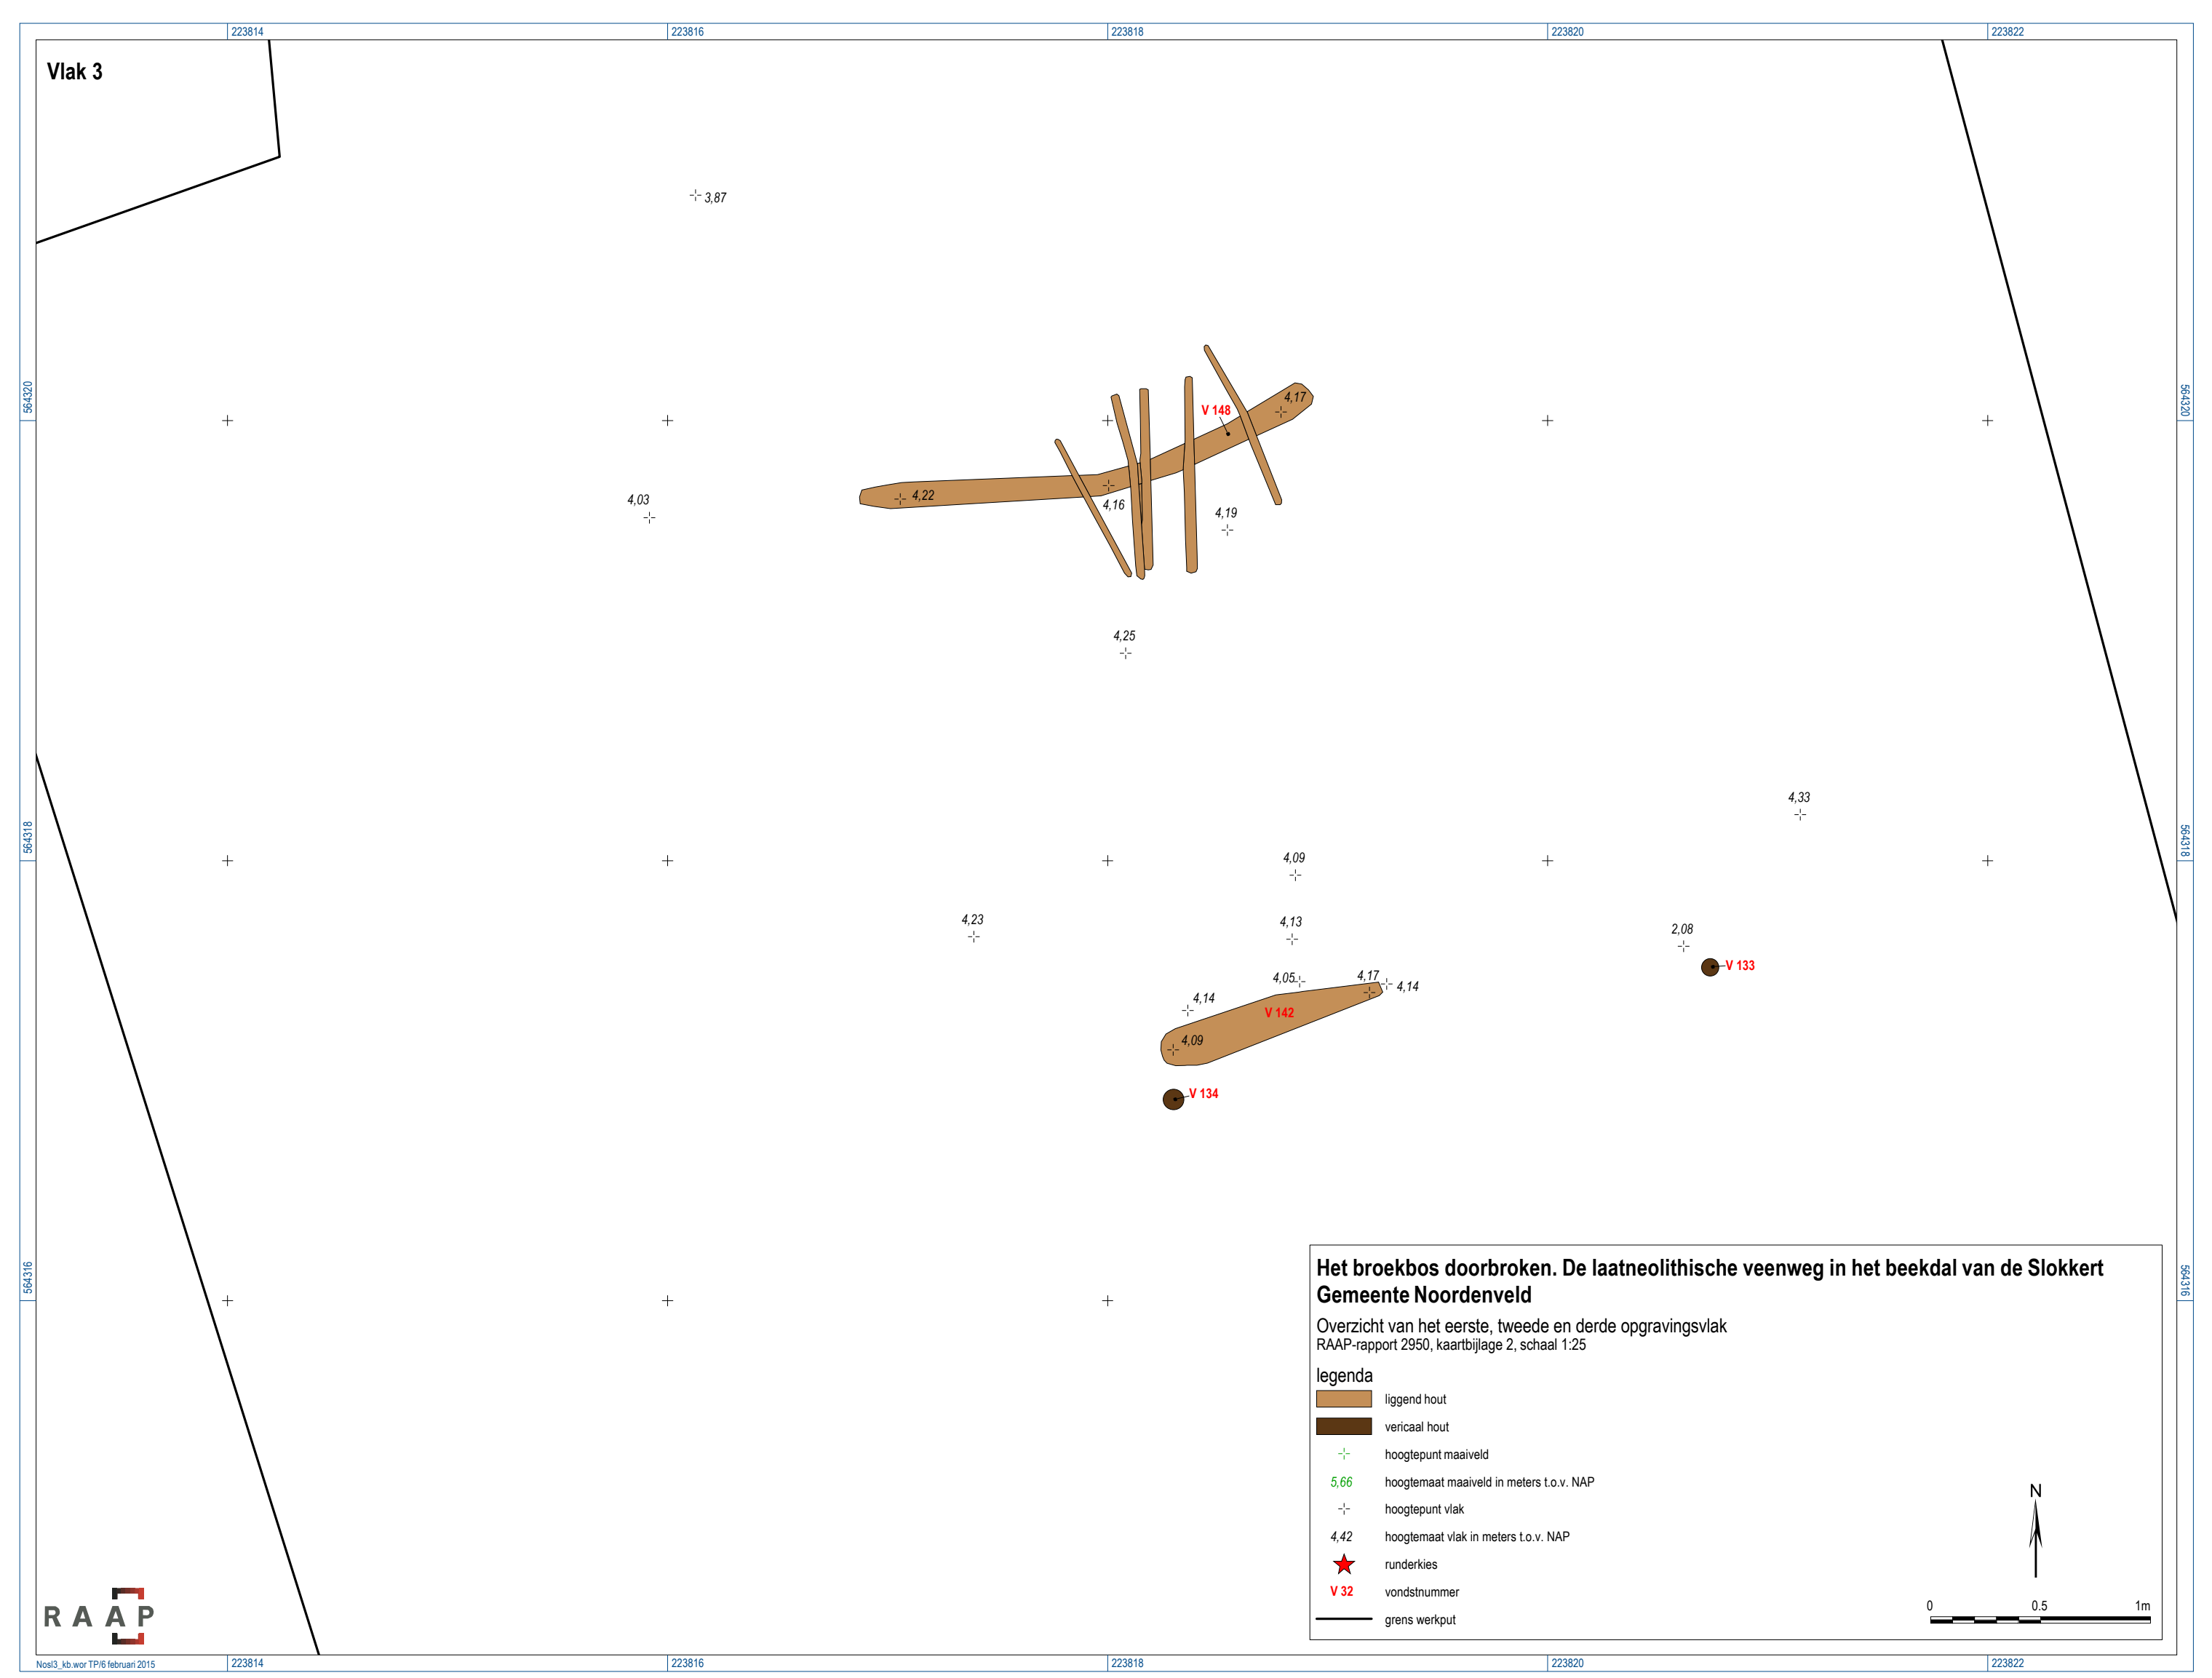 223814 223816 223818 223820 223822
Vlak 3
3,87
564320 564320
4,17
V 148
4,22
4,03
4,16
4,19
4,25
4,33
564318 564318
4,09
4,23
4,13
2,08
V 133
4,05
4,17
4,14
4,14
V 142
4,09
V 134
564316 564316
Het broekbos doorbroken. De laatneolithische veenweg in het beekdal van de Slokkert
Gemeente Noordenveld
Overzicht van het eerste, tweede en derde opgravingsvlak
RAAP-rapport 2950, kaartbijlage 2, schaal 1:25
legenda
liggend hout
vericaal hout
hoogtepunt maaiveld
5,66 hoogtemaat maaiveld in meters t.o.v. NAP
hoogtepunt vlak
4,42 hoogtemaat vlak in meters t.o.v. NAP
runderkies
V 32 vondstnummer
grens werkput
N
0 0.5 1m
RAAP
Nosl3_kb.wor TP/6 februari 2015
223814 223816 223818 223820 223822